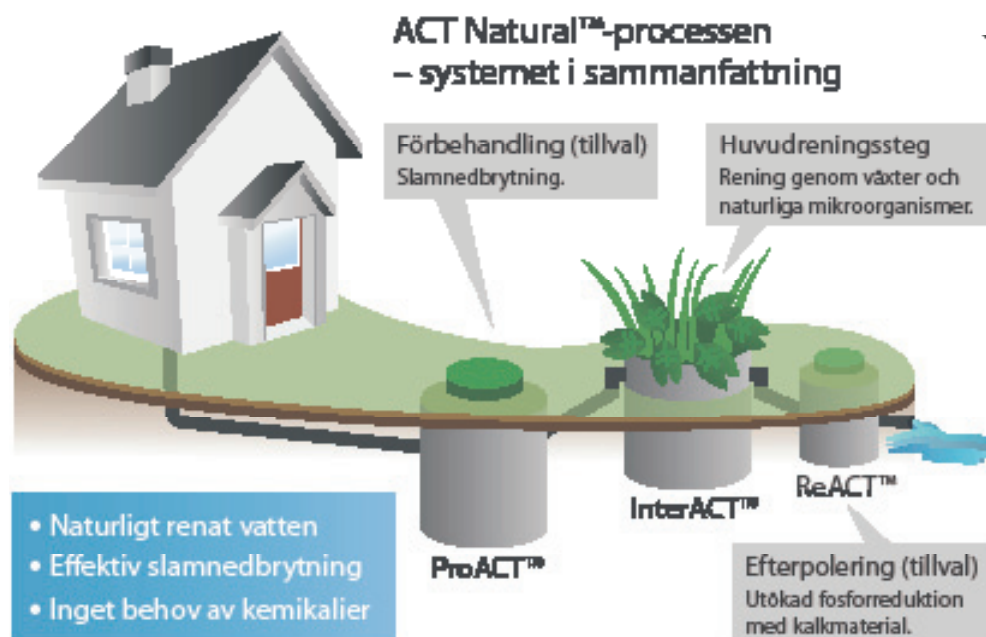 ACT Natural™-processen
– systemet i sammanfattning
Förbehandling (tillval)
Slamnedbrytning.
Huvudreningssteg
Rening genom växter och
naturliga mikroorganismer.
ProACT™
InterACT™
ReACT™
Efterpolering (tillval)
Utökad fosforreduktion
med kalkmaterial.
• Naturligt renat vatten
• Effektiv slamnedbrytning
• Inget behov av kemikalier